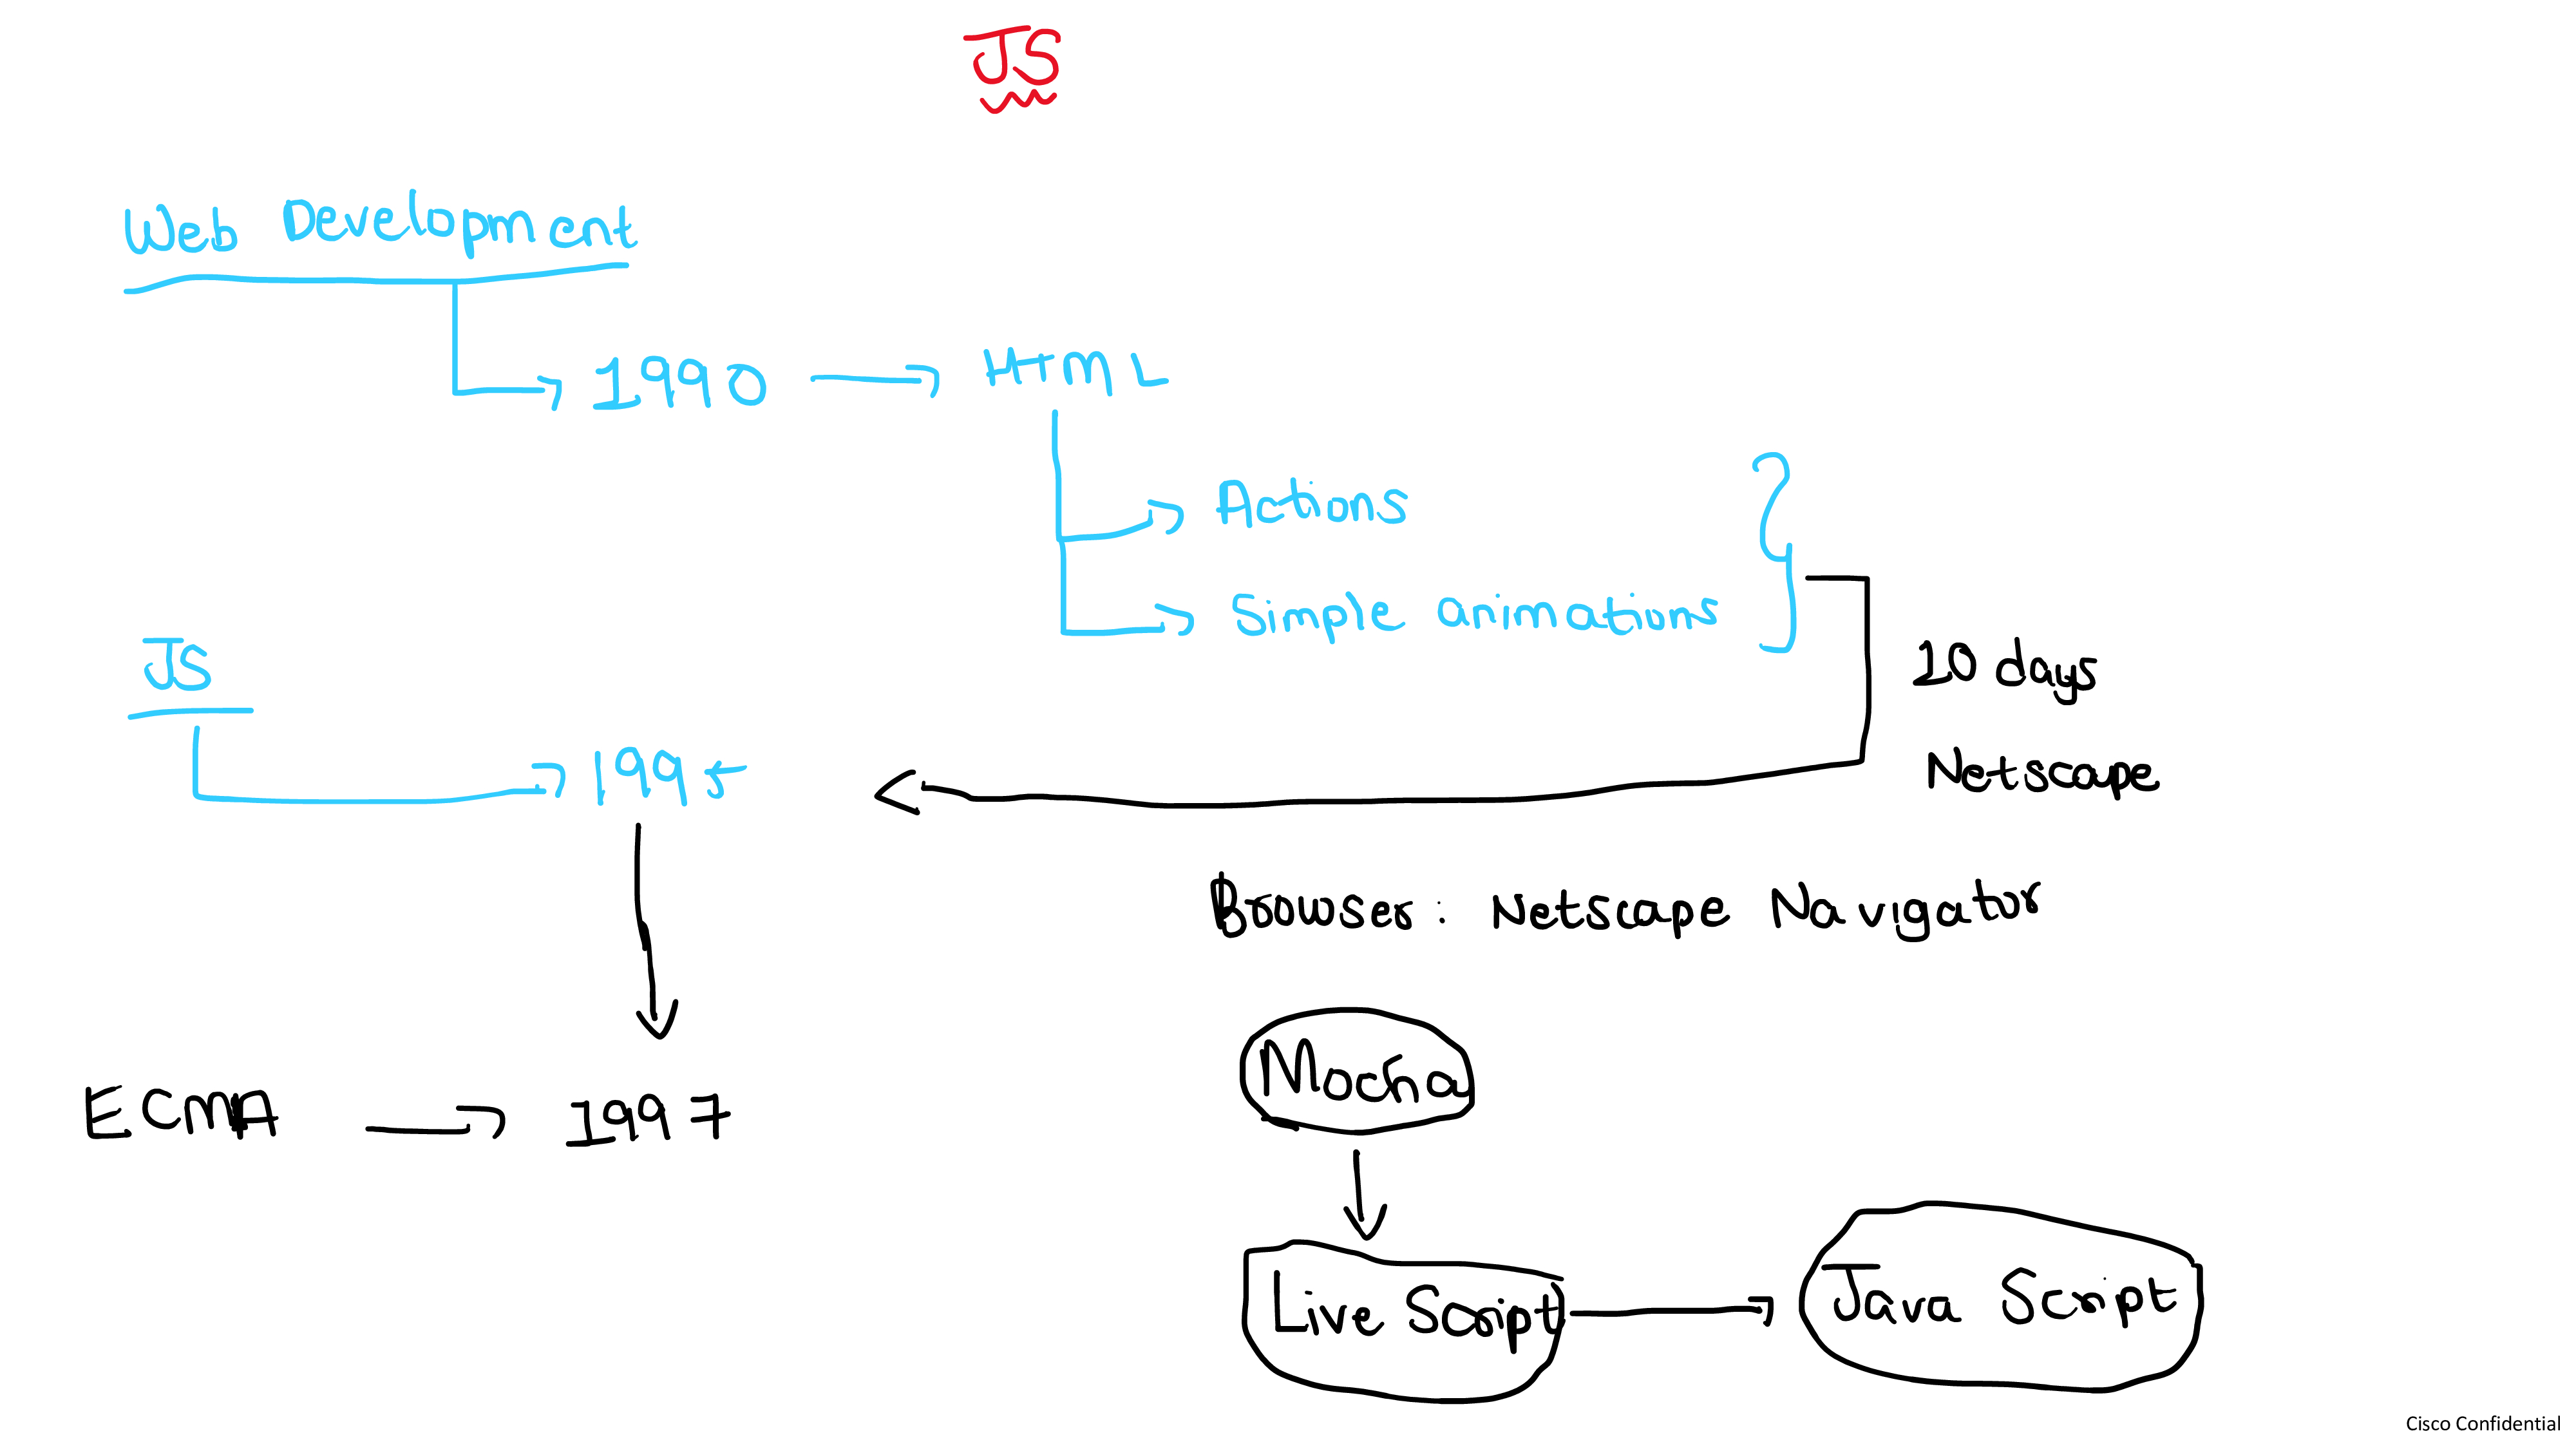 JS
Web Development
1990 HTML
Actions
Simple animations
JS
10 days
1995
Netscape
Browser: Netscape Navigator
Mocha
ECMA 1997
Live Script Java Script
Cisco Confidential